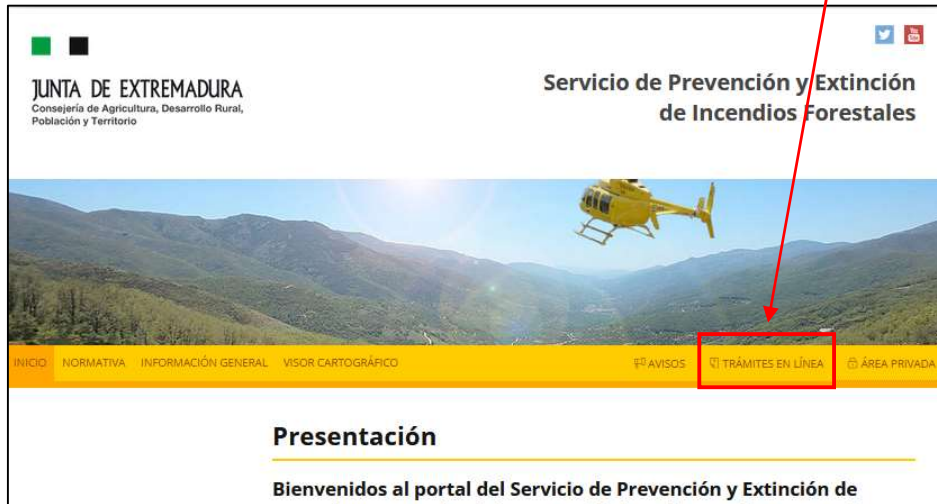 JUNTA DE EXTREMADURA
Consejería de Agricultura, Desarrollo Rural,
Población y Territorio
Servicio de Prevención y Extinción
de Incendios Forestales
INICIO NORMATIVA INFORMACIÓN GENERAL VISOR CARTOGRÁFICO AVISOS TRÁMITES EN LÍNEA ÁREA PRIVADA
Presentación
Bienvenidos al portal del Servicio de Prevención y Extinción de